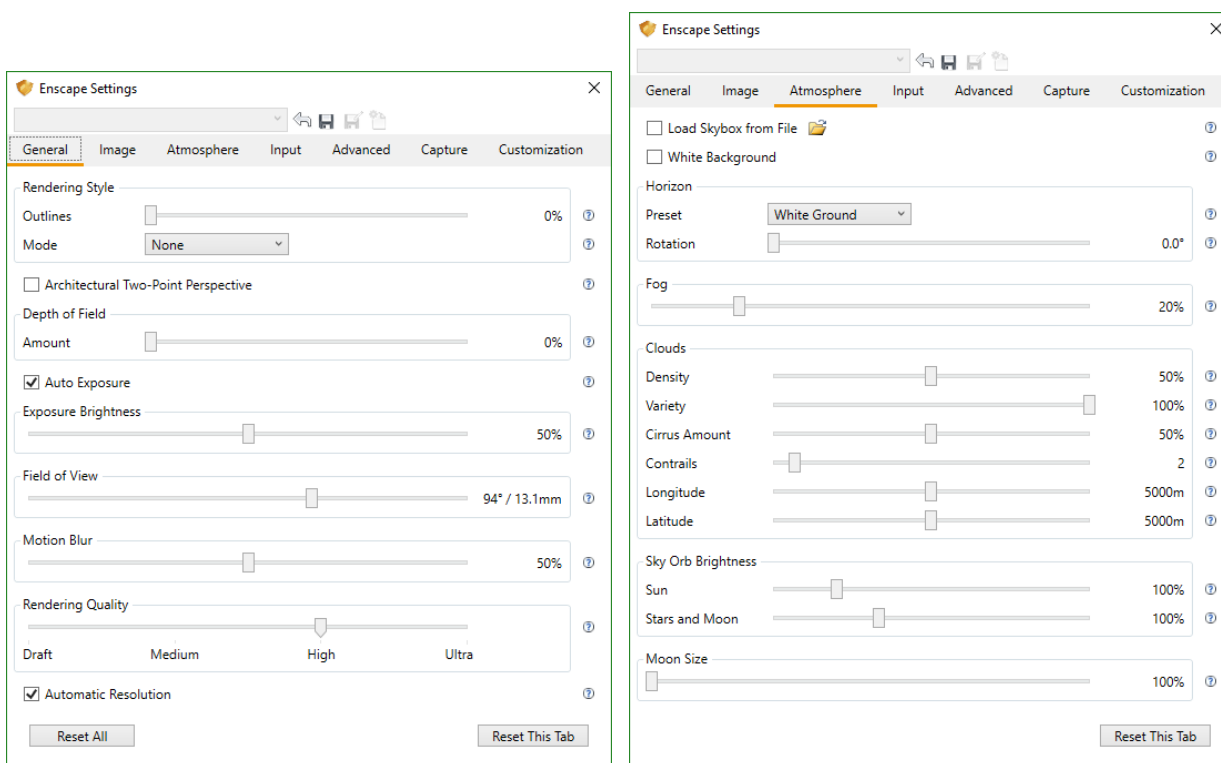 Enscape Settings
General Image Atmosphere Input Advanced Capture Customization
Rendering Style
Outlines 0%
Mode None
Architectural Two-Point Perspective
Depth of Field
Amount 0%
Auto Exposure
Exposure Brightness
50%
Field of View
94° / 13.1mm
Motion Blur
50%
Rendering Quality
Draft Medium High Ultra
Automatic Resolution
Reset All Reset This Tab
Enscape Settings
General Image Atmosphere Input Advanced Capture Customization
Load Skybox from File
White Background
Horizon
Preset White Ground
Rotation 0.0°
Fog
20%
Clouds
Density 50%
Variety 100%
Cirrus Amount 50%
Contrails 2
Longitude 5000m
Latitude 5000m
Sky Orb Brightness
Sun 100%
Stars and Moon 100%
Moon Size
100%
Reset This Tab